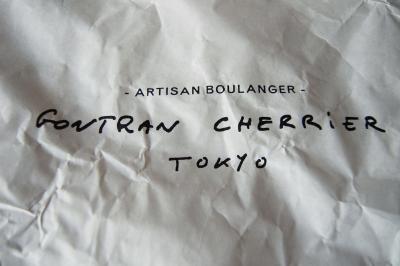 - ARTISAN BOULANGER -
GONTRAN CHERRIER
TOKYO